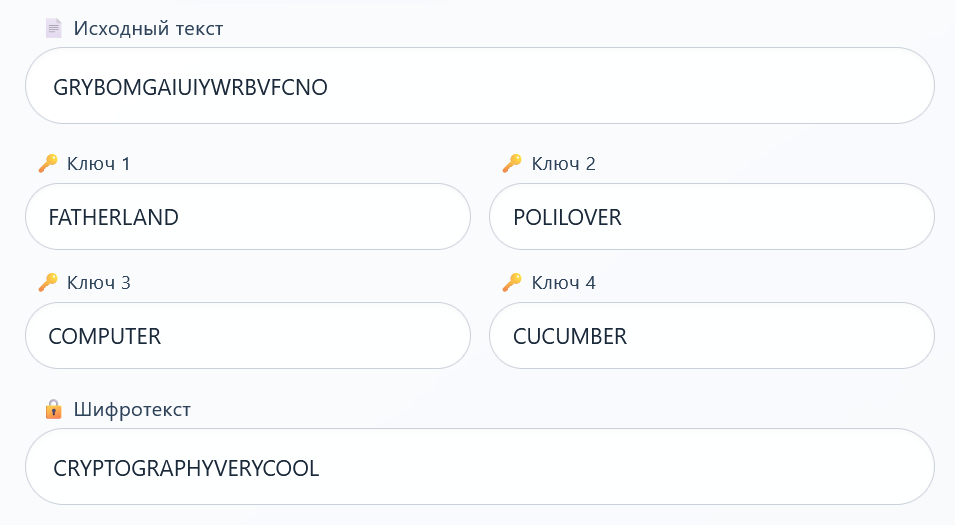 Исходный текст
GRYBOMGAIUIYWRBVFCNO
Ключ 1
Ключ 2
FATHERLAND
POLILOVER
Ключ 3
Ключ 4
COMPUTER
CUCUMBER
Шифротекст
CRYPTOGRAPHYVERYCOOL